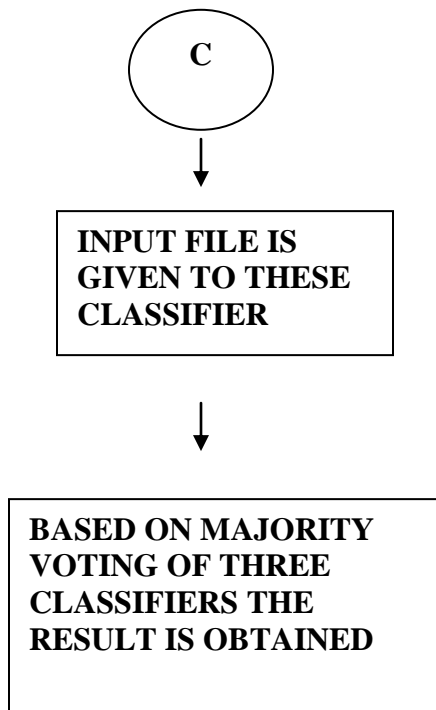 C
INPUT FILE IS
GIVEN TO THESE
CLASSIFIER
BASED ON MAJORITY
VOTING OF THREE
CLASSIFIERS THE
RESULT IS OBTAINED